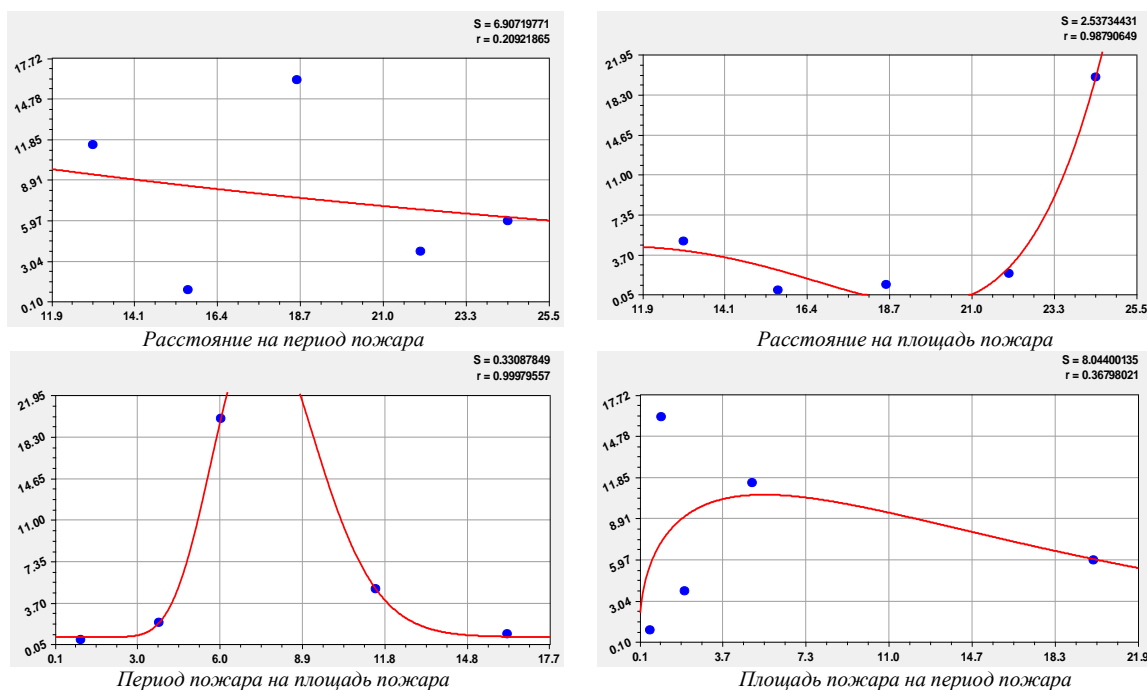 S = 6.90719771
r = 0.20921865
17.72
14.78
11.85
8.91
5.97
3.04
0.10
11.9 14.1 16.4 18.7 21.0 23.3 25.5
Расстояние на период пожара
S = 2.53734431
r = 0.98790649
21.95
18.30
14.65
11.00
7.35
3.70
0.05
11.9 14.1 16.4 18.7 21.0 23.3 25.5
Расстояние на площадь пожара
S = 0.33087849
r = 0.99979557
21.95
18.30
14.65
11.00
7.35
3.70
0.05
0.1 3.0 6.0 8.9 11.8 14.8 17.7
Период пожара на площадь пожара
S = 8.04400135
r = 0.36798021
17.72
14.78
11.85
8.91
5.97
3.04
0.10
0.1 3.7 7.3 11.0 14.7 18.3 21.9
Площадь пожара на период пожара